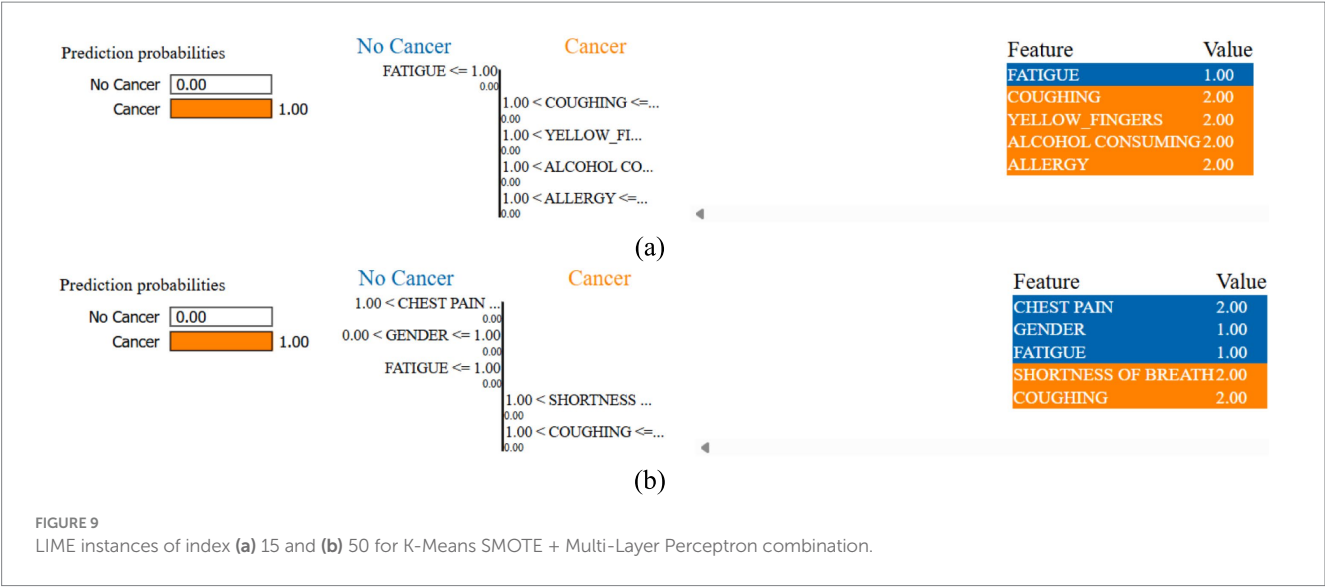 Prediction probabilities
No Cancer 0.00
Cancer 1.00
No Cancer Cancer
FATIGUE <= 1.00
0.00
1.00 < COUGHING <=...
0.00
1.00 < YELLOW_FI...
0.00
1.00 < ALCOHOL CO...
0.00
1.00 < ALLERGY <=...
0.00
Feature Value
FATIGUE 1.00
COUGHING 2.00
YELLOW_FINGERS 2.00
ALCOHOL CONSUMING 2.00
ALLERGY 2.00
(a)
Prediction probabilities
No Cancer 0.00
Cancer 1.00
No Cancer Cancer
1.00 < CHEST PAIN ...
0.00
0.00 < GENDER <= 1.00
0.00
FATIGUE <= 1.00
0.00
1.00 < SHORTNESS ...
0.00
1.00 < COUGHING <=...
0.00
Feature Value
CHEST PAIN 2.00
GENDER 1.00
FATIGUE 1.00
SHORTNESS OF BREATH 2.00
COUGHING 2.00
(b)
FIGURE 9
LIME instances of index (a) 15 and (b) 50 for K-Means SMOTE + Multi-Layer Perceptron combination.